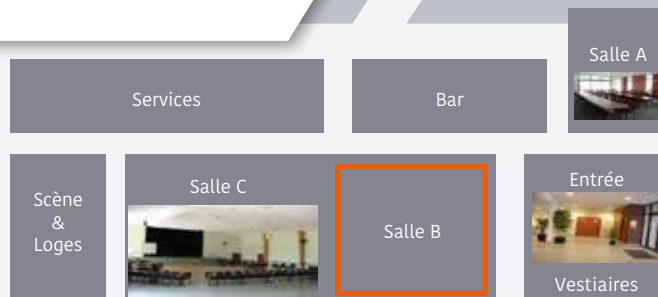 Salle A
Services
Bar
Scène
&
Loges
Salle C
Salle B
Entrée
Vestiaires